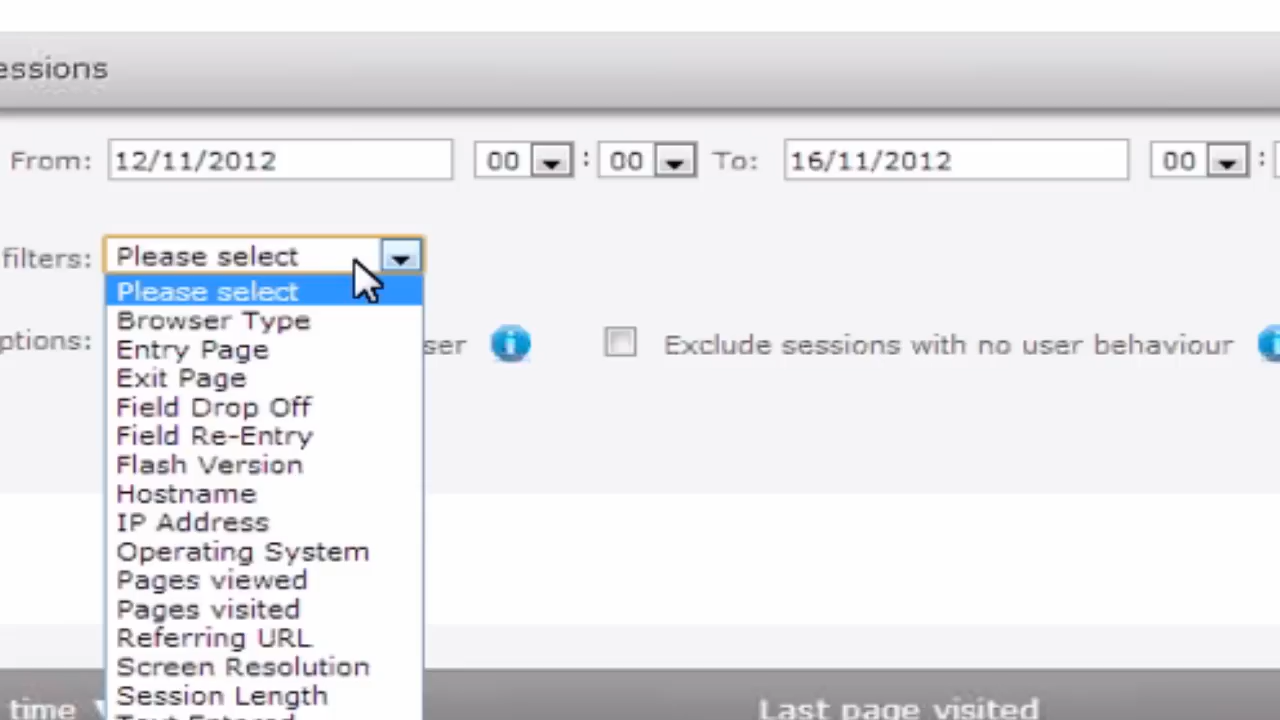 essions
From: 12/11/2012 00 : 00 To: 16/11/2012 00 :
filters: Please select
Please select
Browser Type
ptions: ser Exclude sessions with no user behaviour
Entry Page
Exit Page
Field Drop Off
Field Re-Entry
Flash Version
Hostname
IP Address
Operating System
Pages viewed
Pages visited
Referring URL
Screen Resolution
Session Length
time Last page visited
Text Entered